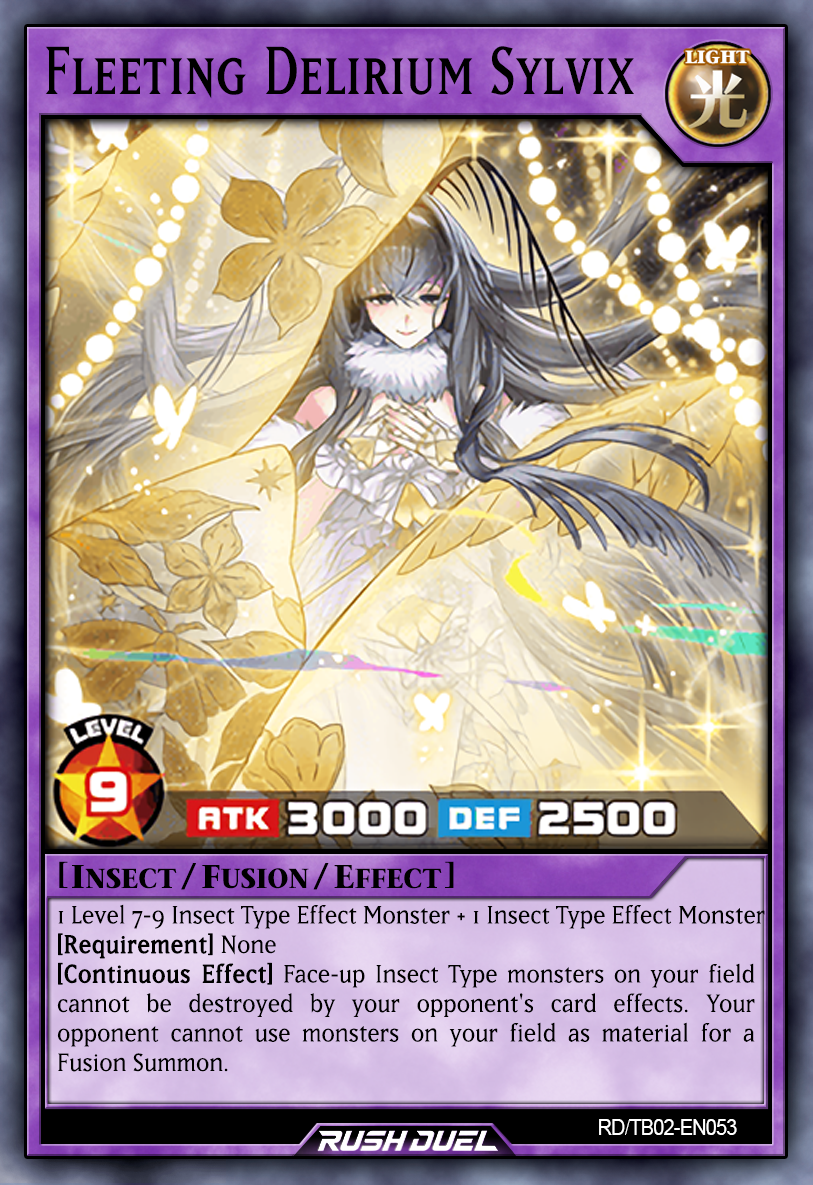 Fleeting Delirium Sylvix
LIGHT
光
LEVEL
9
ATK 3000 DEF 2500
[Insect/Fusion/Effect]
1 Level 7-9 Insect Type Effect Monster + 1 Insect Type Effect Monster
[Requirement] None
[Continuous Effect] Face-up Insect Type monsters on your field
cannot be destroyed by your opponent's card effects. Your
opponent cannot use monsters on your field as material for a
Fusion Summon.
RD/TB02-EN053
RUSH DUEL